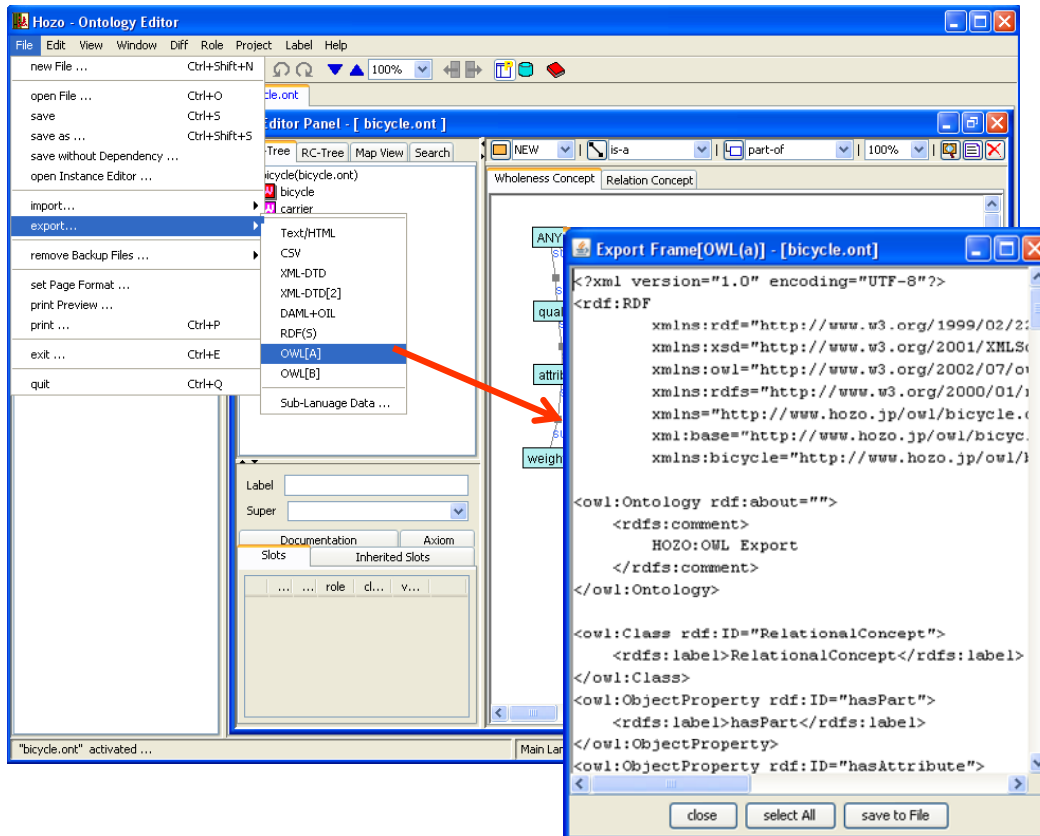 Hozo - Ontology Editor
File Edit View Window Diff Role Project Label Help
new File ... Ctrl+Shift+N
open File ... Ctrl+O
save Ctrl+S
save as ... Ctrl+Shift+S
save without Dependency ...
open Instance Editor ...
import...
export...
remove Backup Files ...
set Page Format ...
print Preview ...
print ... Ctrl+P
exit ... Ctrl+E
quit Ctrl+Q
Text/HTML
CSV
XML-DTD
XML-DTD[2]
DAML+OIL
RDF(S)
OWL[A]
OWL[B]
Sub-Lanuage Data ...
100%
cle.ont
Editor Panel - [ bicycle.ont ]
-Tree RC-Tree Map View Search
icycle(bicycle.ont)
bicycle
carrier
NEW is-a part-of 100%
Wholeness Concept Relation Concept
ANY
qual
attrib
weigh
Label
Super
Documentation Axiom
Slots Inherited Slots
... ... role cl... v...
"bicycle.ont" activated ...
Main Lan
Export Frame[OWL(a)] - [bicycle.ont]
<?xml version="1.0" encoding="UTF-8"?>
<rdf:RDF
xmlns:rdf="http://www.w3.org/1999/02/22
xmlns:xsd="http://www.w3.org/2001/XMLSc
xmlns:owl="http://www.w3.org/2002/07/ow
xmlns:rdfs="http://www.w3.org/2000/01/r
xmlns="http://www.hozo.jp/owl/bicycle.o
xml:base="http://www.hozo.jp/owl/bicyc.
xmlns:bicycle="http://www.hozo.jp/owl/b
<owl:Ontology rdf:about="">
<rdfs:comment>
HOZO:OWL Export
</rdfs:comment>
</owl:Ontology>
<owl:Class rdf:ID="RelationalConcept">
<rdfs:label>RelationalConcept</rdfs:label>
</owl:Class>
<owl:ObjectProperty rdf:ID="hasPart">
<rdfs:label>hasPart</rdfs:label>
</owl:ObjectProperty>
<owl:ObjectProperty rdf:ID="hasAttribute">
close select All save to File